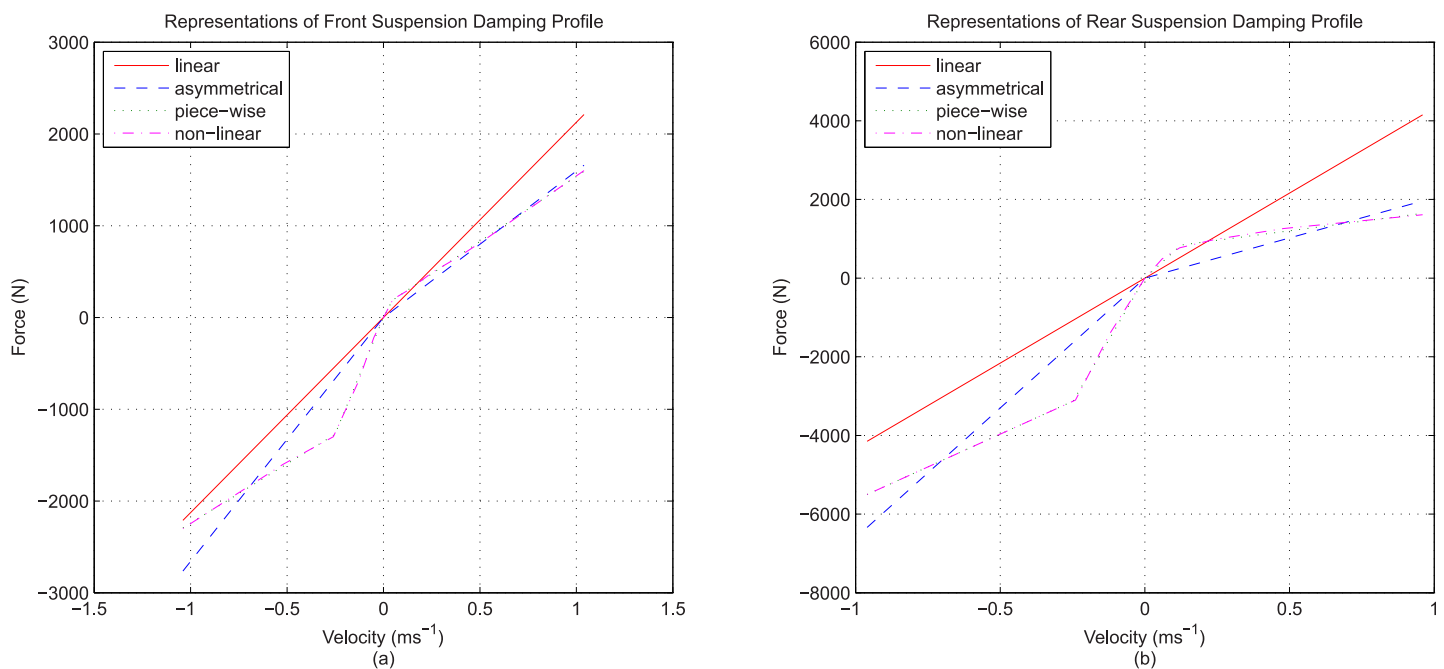 Representations of Front Suspension Damping Profile
3000
2000
1000
0
−1000
−2000
−3000
Force (N)
linear
asymmetrical
piece−wise
non−linear
−1.5
−1
−0.5
0
0.5
1
1.5
Velocity (ms⁻¹)
(a)
Representations of Rear Suspension Damping Profile
6000
4000
2000
0
−2000
−4000
−6000
−8000
Force (N)
linear
asymmetrical
piece−wise
non−linear
−1
−0.5
0
0.5
1
Velocity (ms⁻¹)
(b)